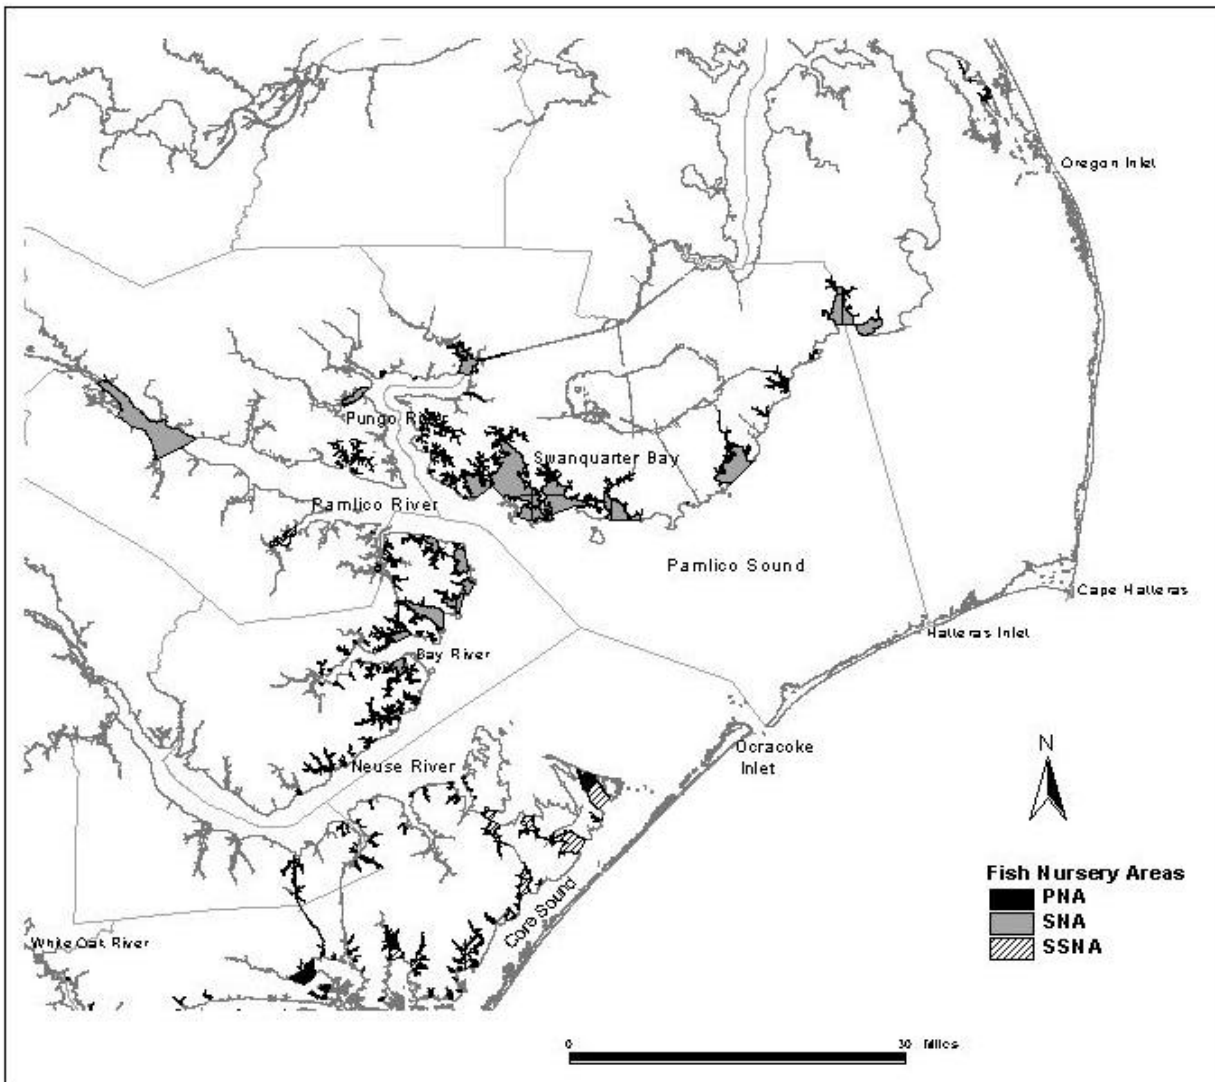 Oregon Inlet
Pungo River
Swanquarter Bay
Pamlico River
Pamlico Sound
Cape Hatteras
Hatteras Inlet
Bay River
Ocracoke
Inlet
Neuse River
N
Core Sound
White Oak River
Fish Nursery Areas
PNA
SNA
SSNA
0 30 Miles